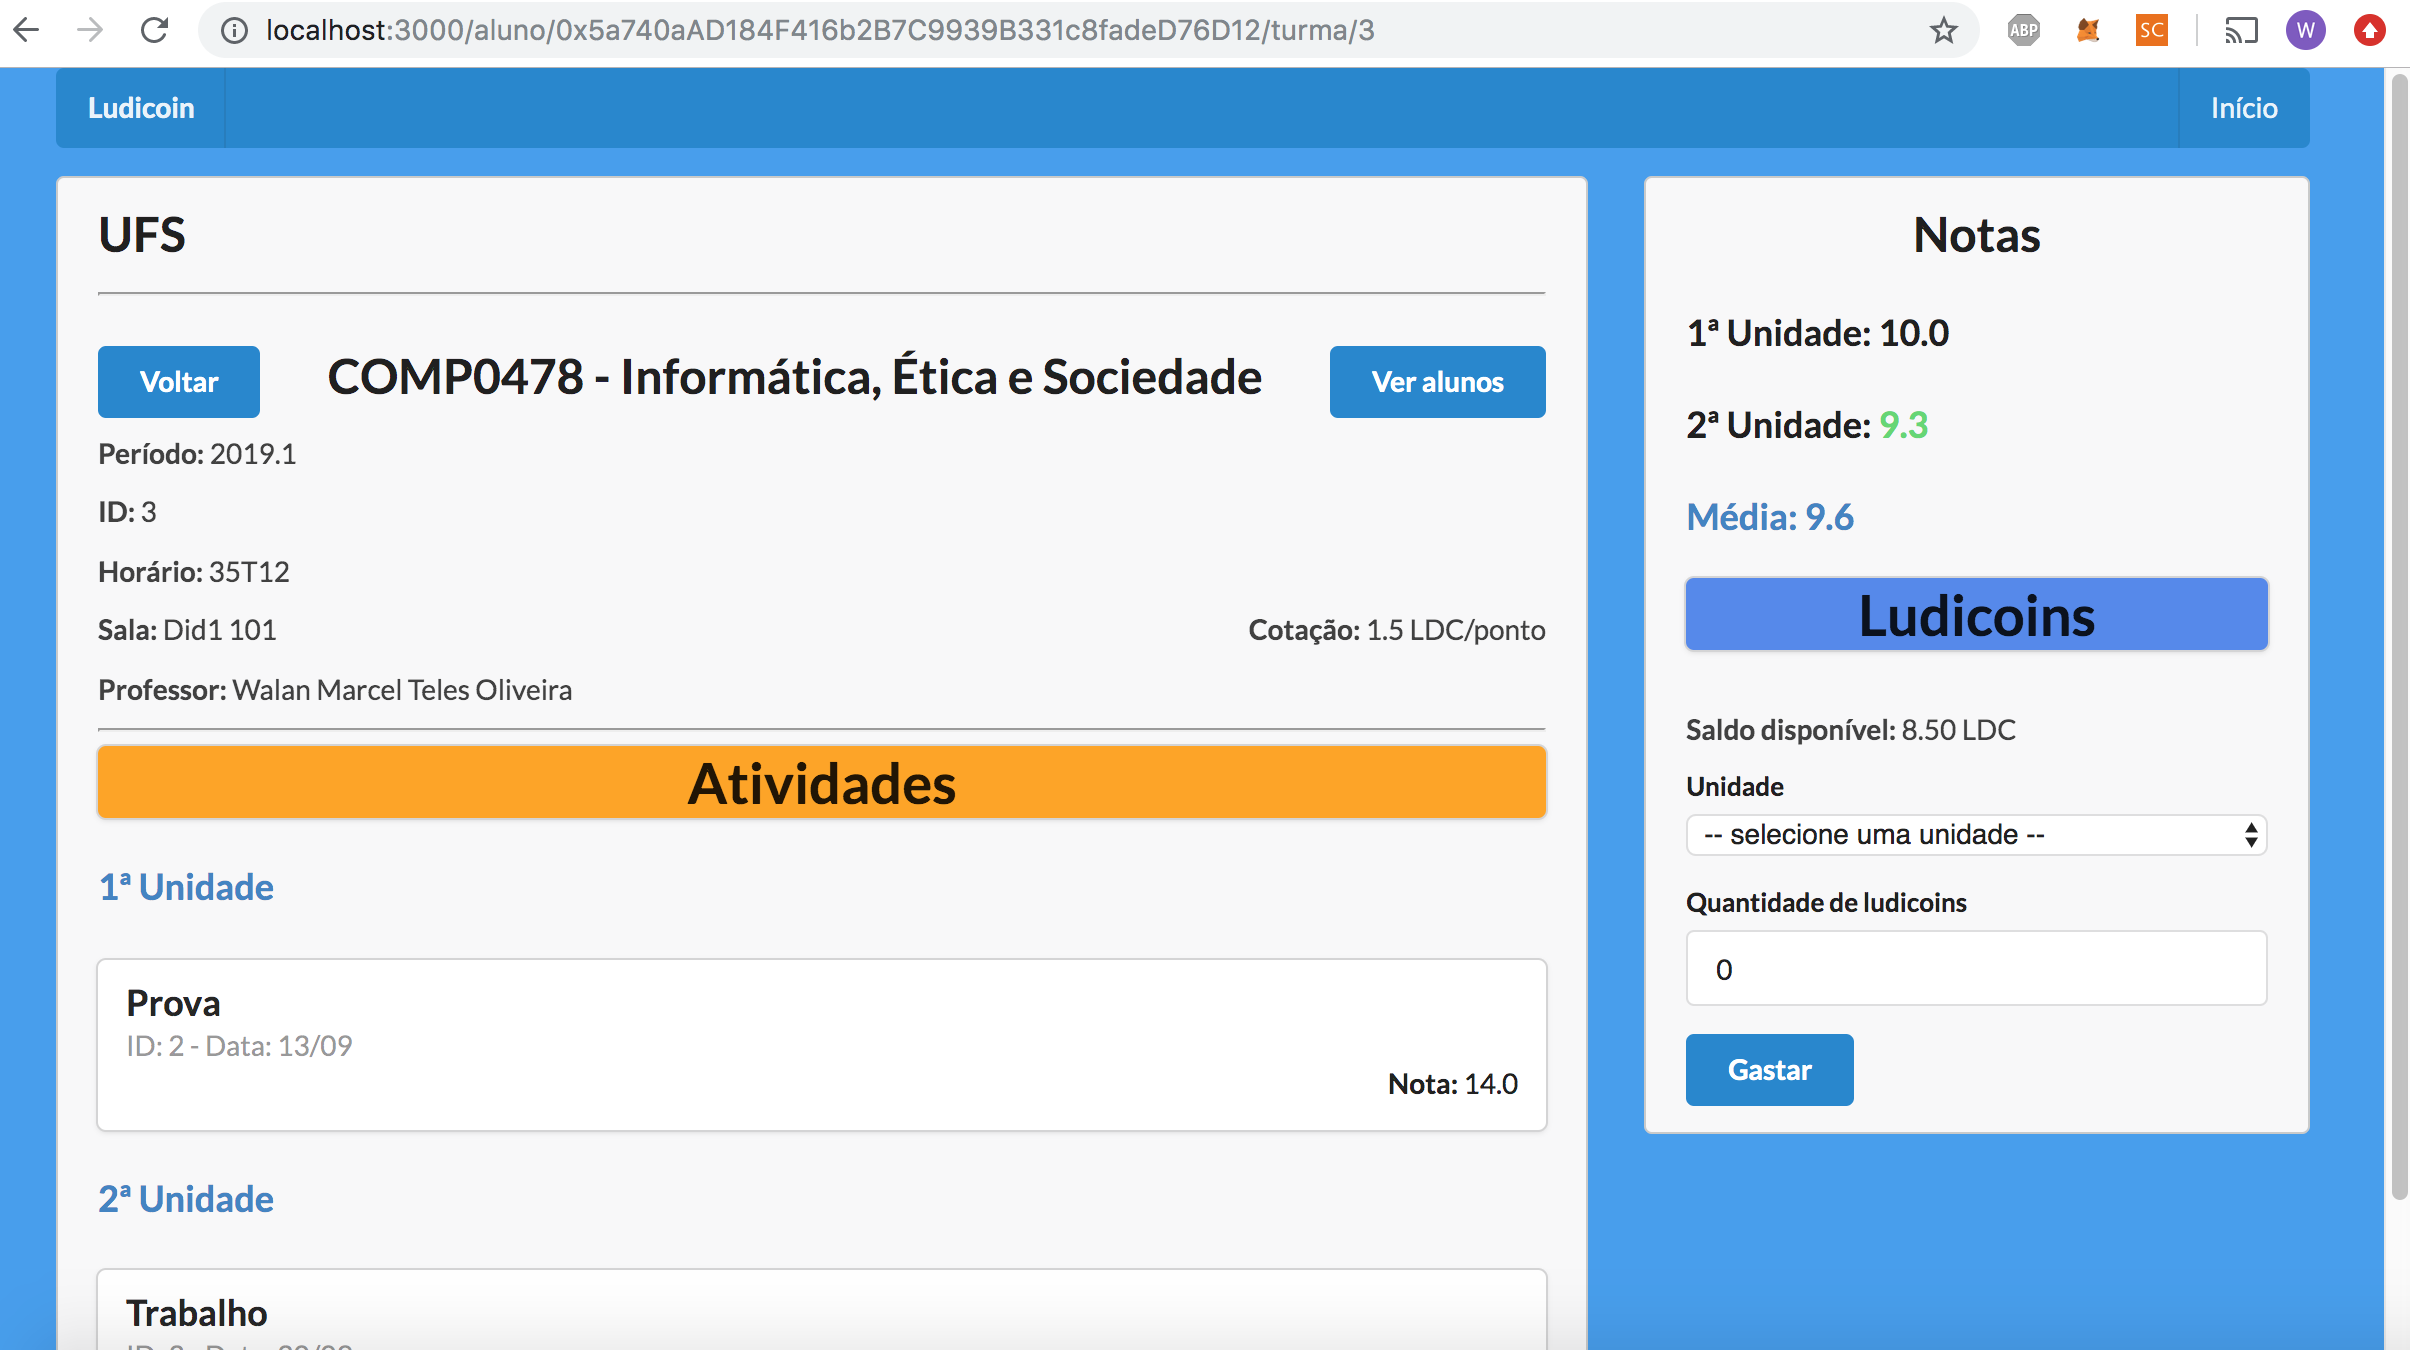 localhost:3000/aluno/0x5a740aAD184F416b2B7C9939B331c8fadeD76D12/turma/3
ABP
SC
W
Ludicoin
Início
UFS
Voltar
COMP0478 - Informática, Ética e Sociedade
Ver alunos
Período: 2019.1
ID: 3
Horário: 35T12
Sala: Did1 101
Cotação: 1.5 LDC/ponto
Professor: Walan Marcel Teles Oliveira
Atividades
1ª Unidade
Prova
ID: 2 - Data: 13/09
Nota: 14.0
2ª Unidade
Trabalho
Notas
1ª Unidade: 10.0
2ª Unidade: 9.3
Média: 9.6
Ludicoins
Saldo disponível: 8.50 LDC
Unidade
-- selecione uma unidade --
Quantidade de ludicoins
0
Gastar